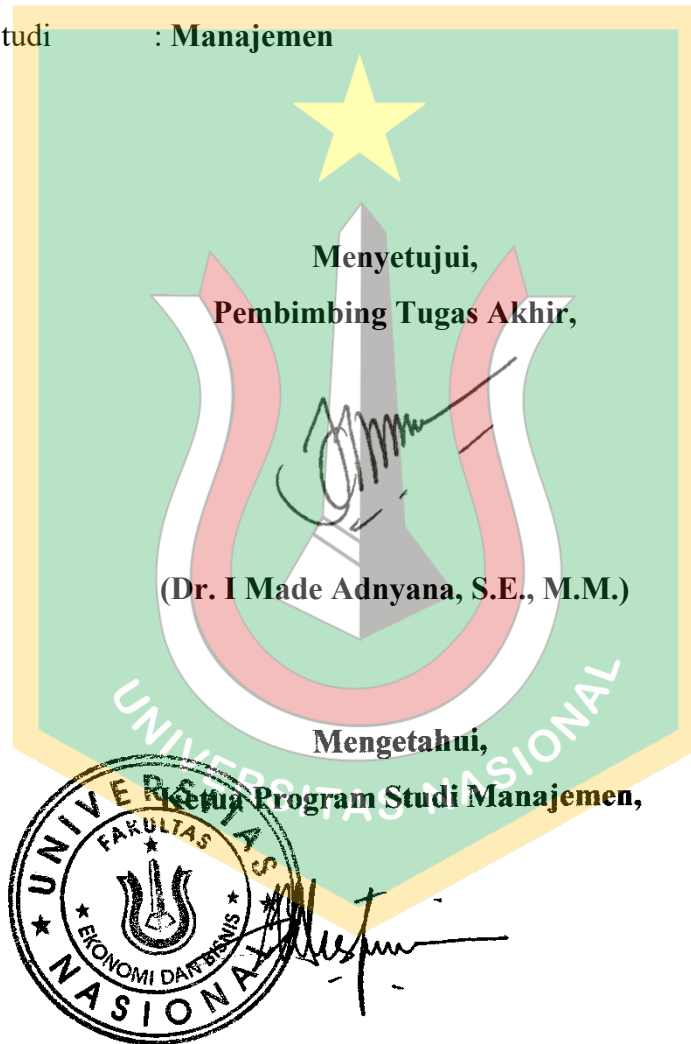 tudi : Manajemen
Menyetujui,
Pembimbing Tugas Akhir,
(Dr. I Made Adnyana, S.E., M.M.)
UNIVERSITAS NASIONAL
Mengetahui,
Ketua Program Studi Manajemen,
UNIVERSITAS NASIONAL
FAKULTAS
EKONOMI DAN BISNIS